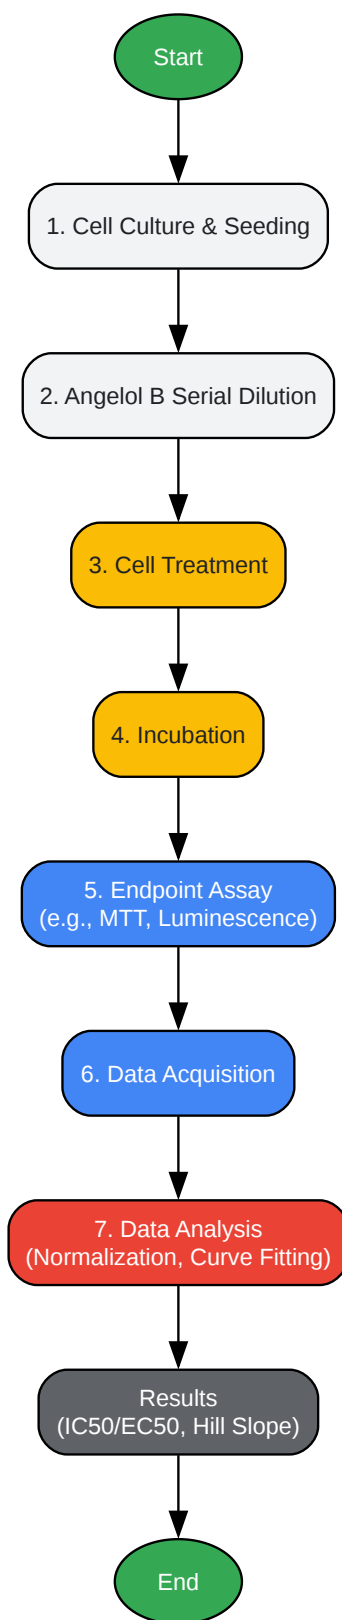 Start
1. Cell Culture & Seeding
2. Angelol B Serial Dilution
3. Cell Treatment
4. Incubation
5. Endpoint Assay
(e.g., MTT, Luminescence)
6. Data Acquisition
7. Data Analysis
(Normalization, Curve Fitting)
Results
(IC50/EC50, Hill Slope)
End